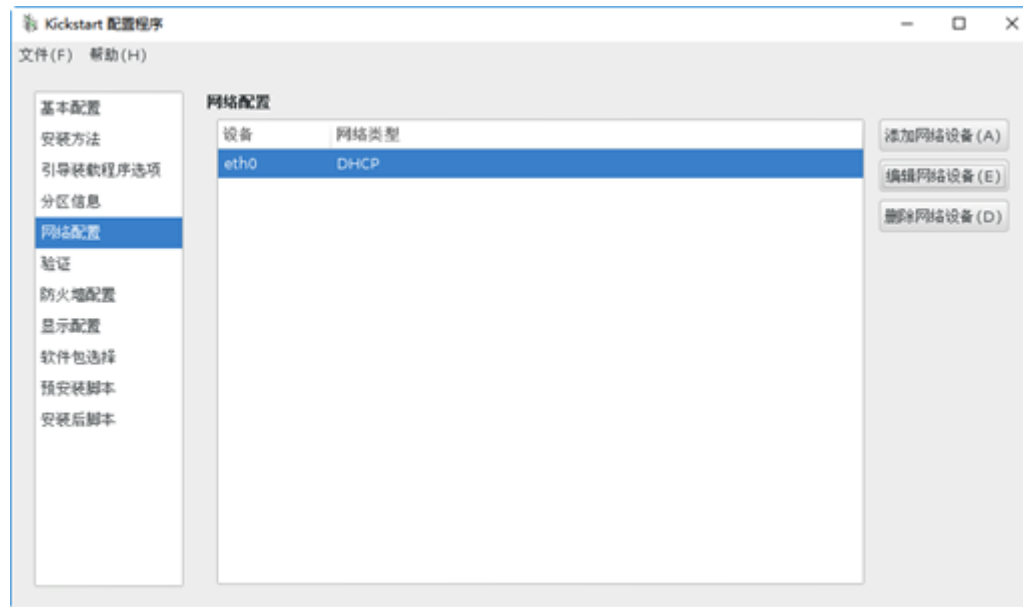 Kickstart 配置程序
文件(F) 帮助(H)
基本配置
安装方法
引导装载程序选项
分区信息
网络配置
验证
防火墙配置
显示配置
软件包选择
预安装脚本
安装后脚本
网络配置
设备 网络类型
eth0 DHCP
添加网络设备(A)
编辑网络设备(E)
删除网络设备(D)